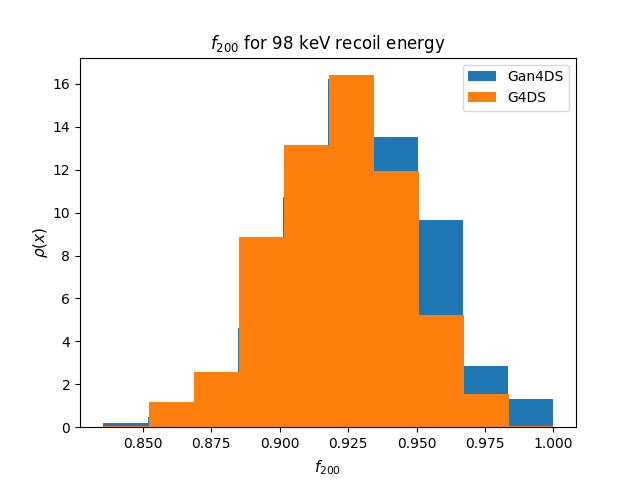 f₂₀₀ for 98 keV recoil energy
Gan4DS
G4DS
ρ(x)
16
14
12
10
8
6
4
2
0
0.850 0.875 0.900 0.925 0.950 0.975 1.000
f₂₀₀